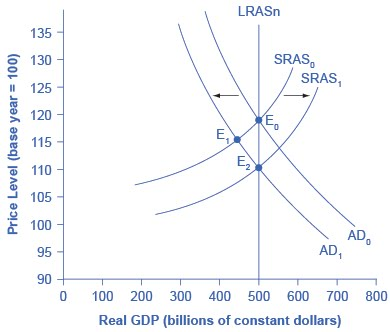 LRASn
135
130
125
120
115
110
105
100
95
90
Price Level (base year = 100)
SRAS₀
SRAS₁
E₀
E₁
E₂
AD₀
AD₁
0 100 200 300 400 500 600 700 800
Real GDP (billions of constant dollars)